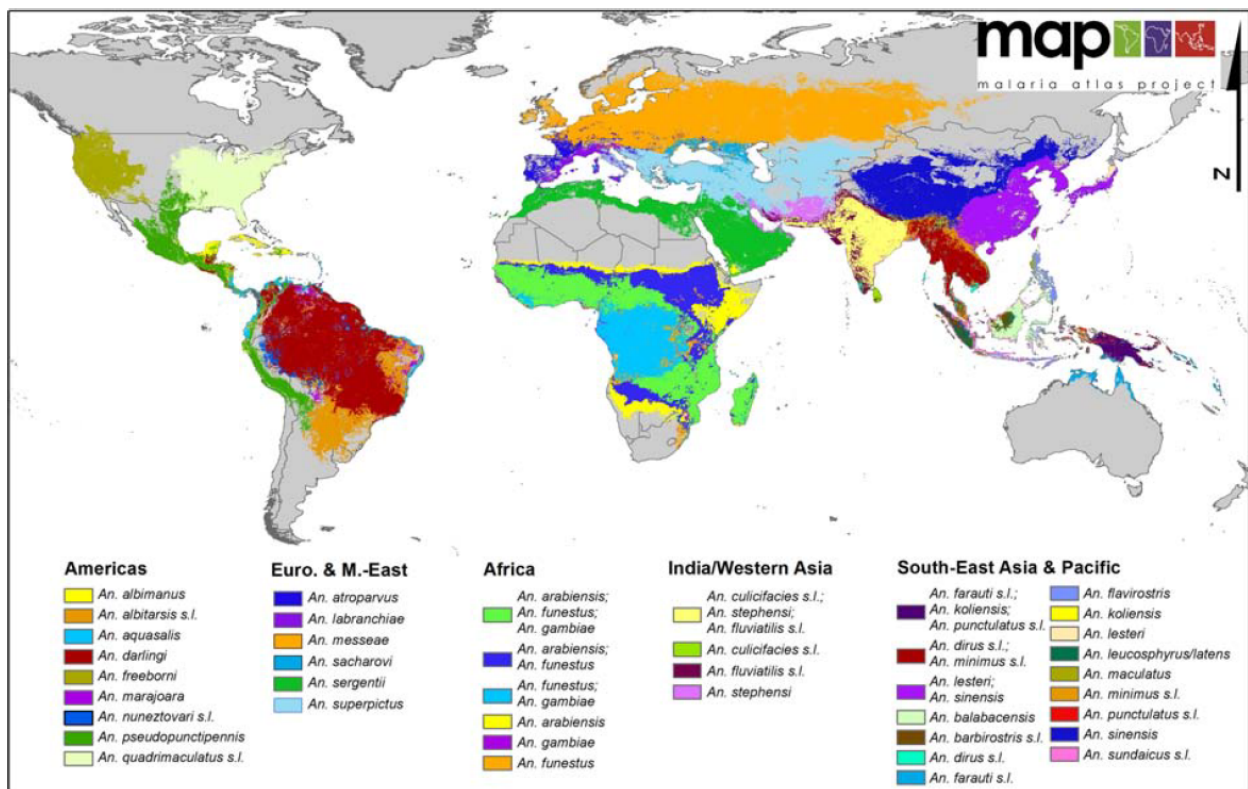 map
malaria atlas project
N
Americas
An. albimanus
An. albitarsis s.l.
An. aquasalis
An. darlingi
An. freeborni
An. marajoara
An. nuneztovari s.l.
An. pseudopunctipennis
An. quadrimaculatus s.l.
Euro. & M.-East
An. atroparvus
An. labranchiae
An. messeae
An. sacharovi
An. sergentii
An. superpictus
Africa
An. arabiensis;
An. funestus;
An. gambiae
An. arabiensis;
An. funestus
An. funestus;
An. gambiae
An. arabiensis
An. gambiae
An. funestus
India/Western Asia
An. culicifacies s.l.;
An. stephensi;
An. fluviatilis s.l.
An. culicifacies s.l.
An. fluviatilis s.l.
An. stephensi
South-East Asia & Pacific
An. farauti s.l.;
An. koliensis;
An. punctulatus s.l.
An. dirus s.l.;
An. minimus s.l.
An. lesteri;
An. sinensis
An. balabacensis
An. barbirostris s.l.
An. dirus s.l.
An. farauti s.l.
An. flavirostris
An. koliensis
An. lesteri
An. leucosphyrus/latens
An. maculatus
An. minimus s.l.
An. punctulatus s.l.
An. sinensis
An. sundaicus s.l.